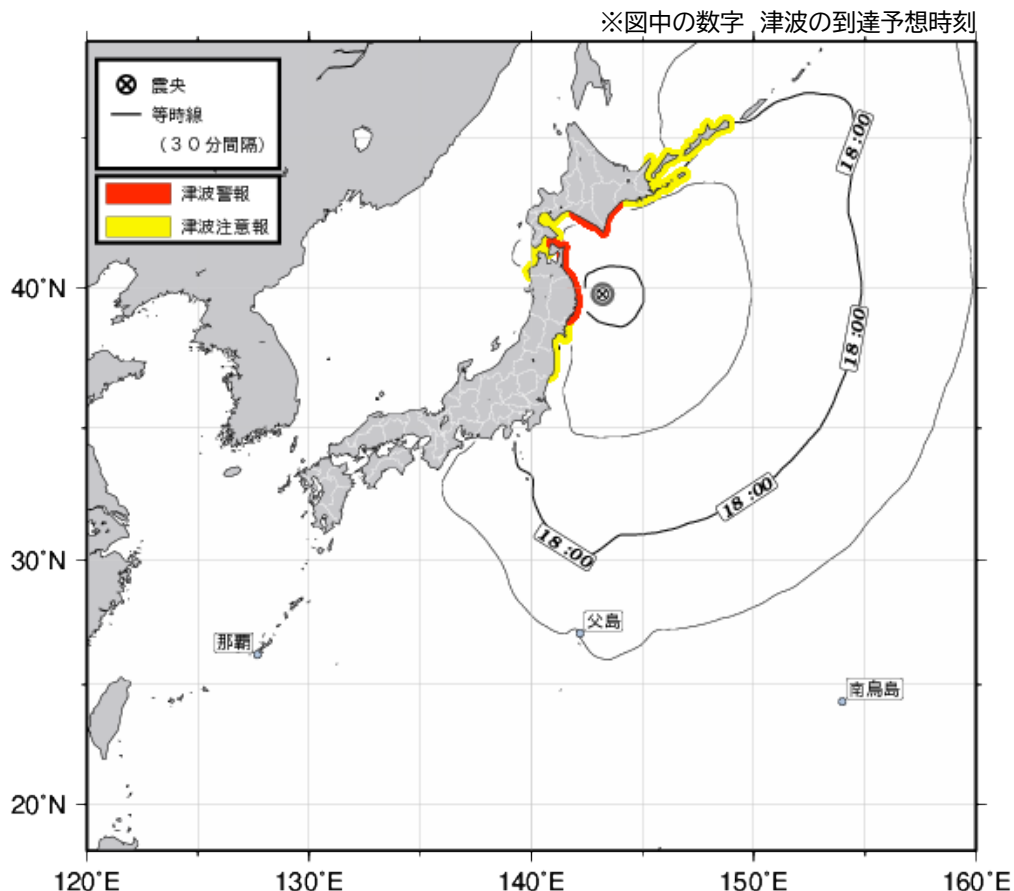 ※図中の数字 津波の到達予想時刻
震央
等時線
(30分間隔)
津波警報
津波注意報
18:00
40°N
18:00
18:00
18:00
30°N
父島
那覇
南鳥島
20°N
120°E
130°E
140°E
150°E
160°E